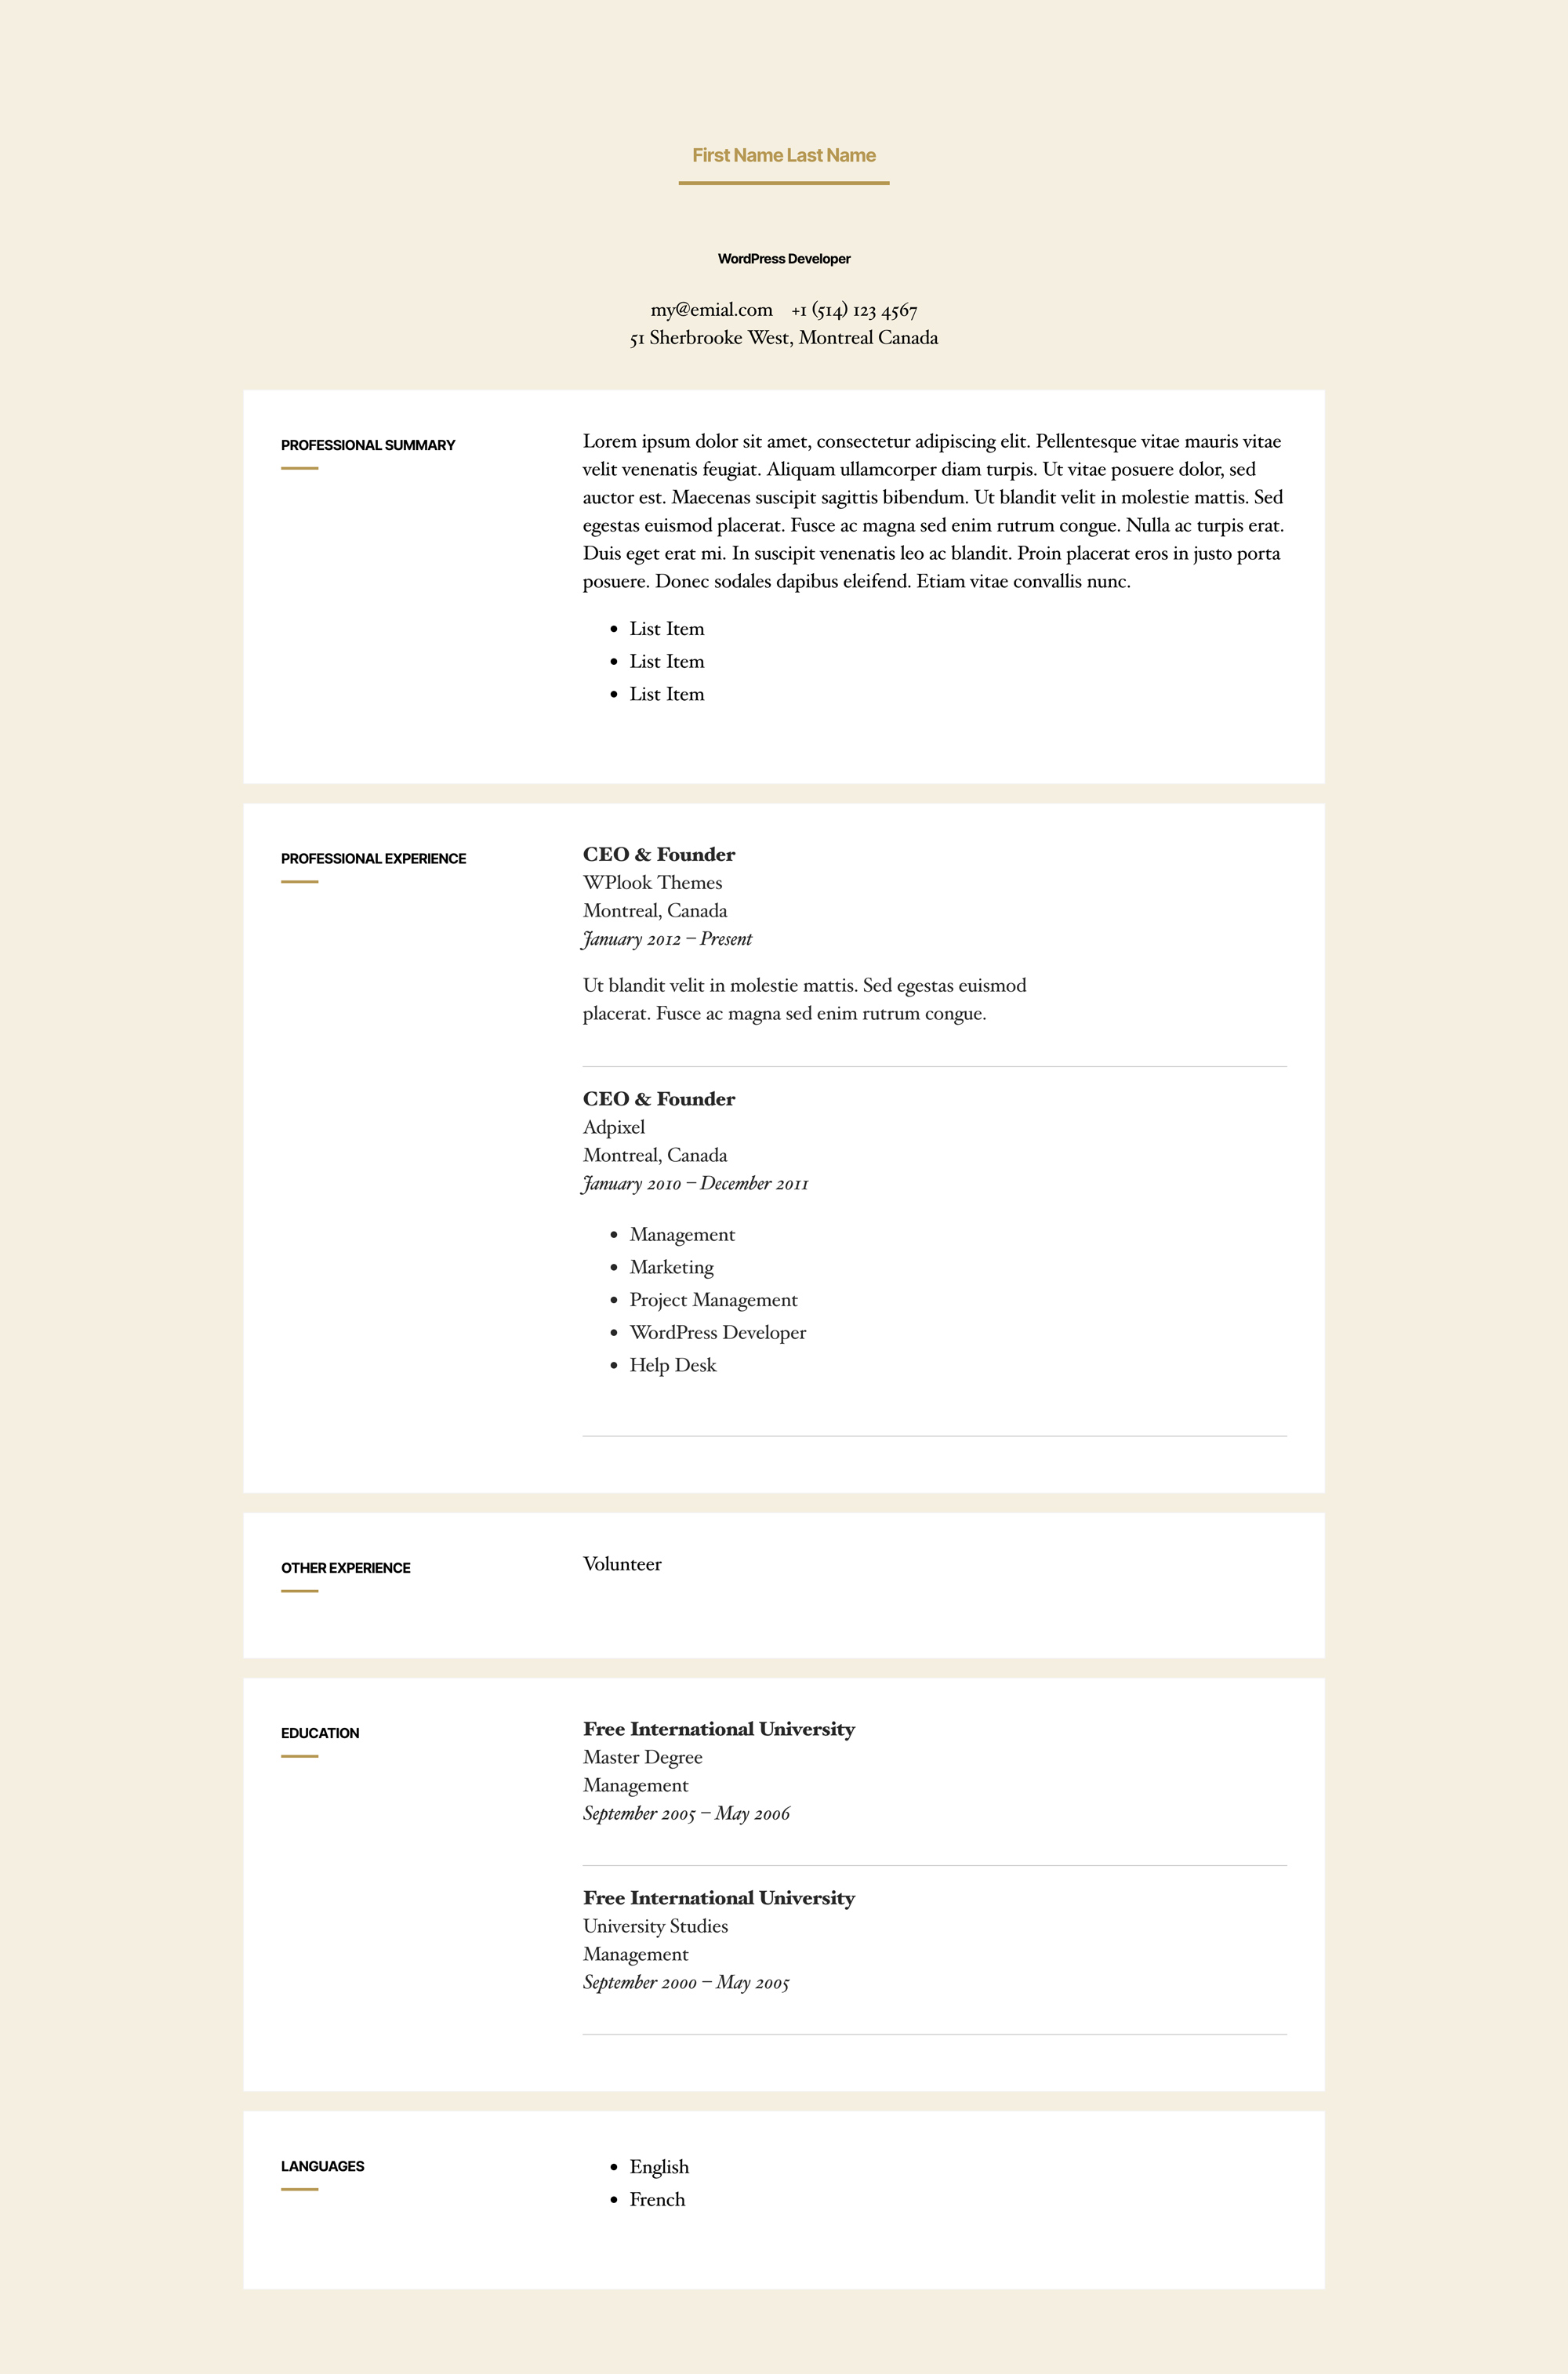 First Name Last Name
WordPress Developer
my@emial.com +1 (514) 123 4567
51 Sherbrooke West, Montreal Canada
PROFESSIONAL SUMMARY
Lorem ipsum dolor sit amet, consectetur adipiscing elit. Pellentesque vitae mauris vitae
velit venenatis feugiat. Aliquam ullamcorper diam turpis. Ut vitae posuere dolor, sed
auctor est. Maecenas suscipit sagittis bibendum. Ut blandit velit in molestie mattis. Sed
egestas euismod placerat. Fusce ac magna sed enim rutrum congue. Nulla ac turpis erat.
Duis eget erat mi. In suscipit venenatis leo ac blandit. Proin placerat eros in justo porta
posuere. Donec sodales dapibus eleifend. Etiam vitae convallis nunc.
• List Item
• List Item
• List Item
PROFESSIONAL EXPERIENCE
CEO & Founder
WPlook Themes
Montreal, Canada
January 2012 – Present
Ut blandit velit in molestie mattis. Sed egestas euismod
placerat. Fusce ac magna sed enim rutrum congue.
CEO & Founder
Adpixel
Montreal, Canada
January 2010 – December 2011
• Management
• Marketing
• Project Management
• WordPress Developer
• Help Desk
OTHER EXPERIENCE
Volunteer
EDUCATION
Free International University
Master Degree
Management
September 2005 – May 2006
Free International University
University Studies
Management
September 2000 – May 2005
LANGUAGES
• English
• French